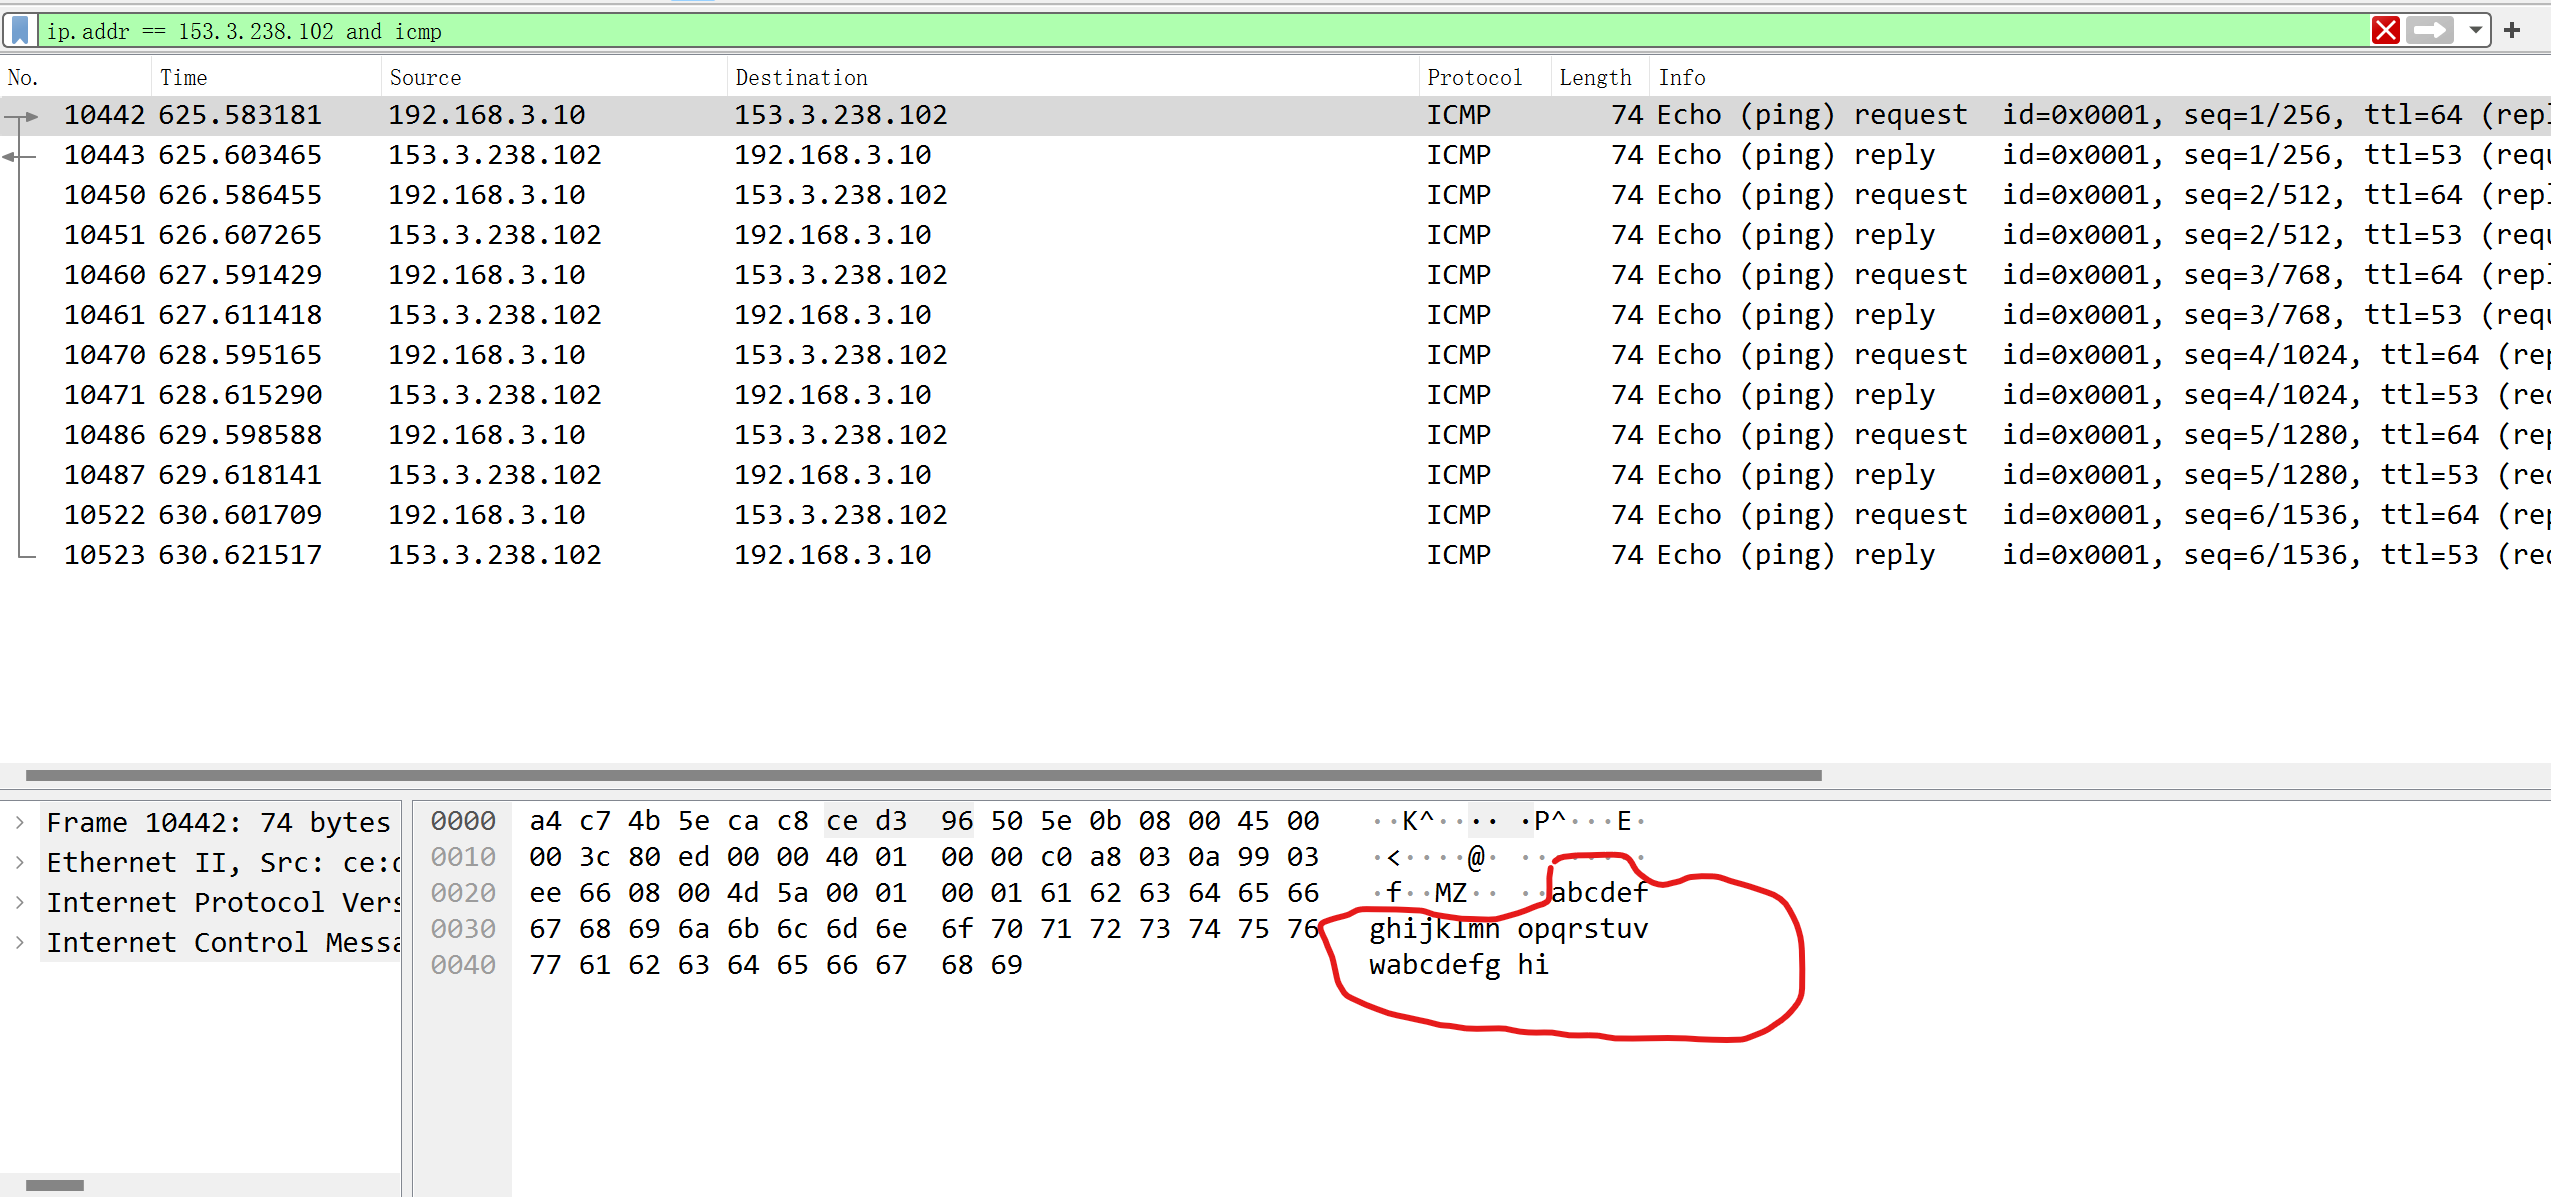 ip.addr == 153.3.238.102 and icmp
No. Time Source Destination Protocol Length Info
10442 625.583181 192.168.3.10 153.3.238.102 ICMP 74 Echo (ping) request id=0x0001, seq=1/256, ttl=64 (repl
10443 625.603465 153.3.238.102 192.168.3.10 ICMP 74 Echo (ping) reply id=0x0001, seq=1/256, ttl=53 (requ
10450 626.586455 192.168.3.10 153.3.238.102 ICMP 74 Echo (ping) request id=0x0001, seq=2/512, ttl=64 (repl
10451 626.607265 153.3.238.102 192.168.3.10 ICMP 74 Echo (ping) reply id=0x0001, seq=2/512, ttl=53 (requ
10460 627.591429 192.168.3.10 153.3.238.102 ICMP 74 Echo (ping) request id=0x0001, seq=3/768, ttl=64 (repl
10461 627.611418 153.3.238.102 192.168.3.10 ICMP 74 Echo (ping) reply id=0x0001, seq=3/768, ttl=53 (requ
10470 628.595165 192.168.3.10 153.3.238.102 ICMP 74 Echo (ping) request id=0x0001, seq=4/1024, ttl=64 (rep
10471 628.615290 153.3.238.102 192.168.3.10 ICMP 74 Echo (ping) reply id=0x0001, seq=4/1024, ttl=53 (req
10486 629.598588 192.168.3.10 153.3.238.102 ICMP 74 Echo (ping) request id=0x0001, seq=5/1280, ttl=64 (rep
10487 629.618141 153.3.238.102 192.168.3.10 ICMP 74 Echo (ping) reply id=0x0001, seq=5/1280, ttl=53 (req
10522 630.601709 192.168.3.10 153.3.238.102 ICMP 74 Echo (ping) request id=0x0001, seq=6/1536, ttl=64 (rep
10523 630.621517 153.3.238.102 192.168.3.10 ICMP 74 Echo (ping) reply id=0x0001, seq=6/1536, ttl=53 (req
Frame 10442: 74 bytes
Ethernet II, Src: ce:d
Internet Protocol Vers
Internet Control Messa
0000 a4 c7 4b 5e ca c8 ce d3 96 50 5e 0b 08 00 45 00 ··K^···· ·P^···E·
0010 00 3c 80 ed 00 00 40 01 00 00 c0 a8 03 0a 99 03 ·<····@· ········
0020 ee 66 08 00 4d 5a 00 01 00 01 61 62 63 64 65 66 ·f··MZ·· ··abcdef
0030 67 68 69 6a 6b 6c 6d 6e 6f 70 71 72 73 74 75 76 ghijklmn opqrstuv
0040 77 61 62 63 64 65 66 67 68 69 wabcdefg hi